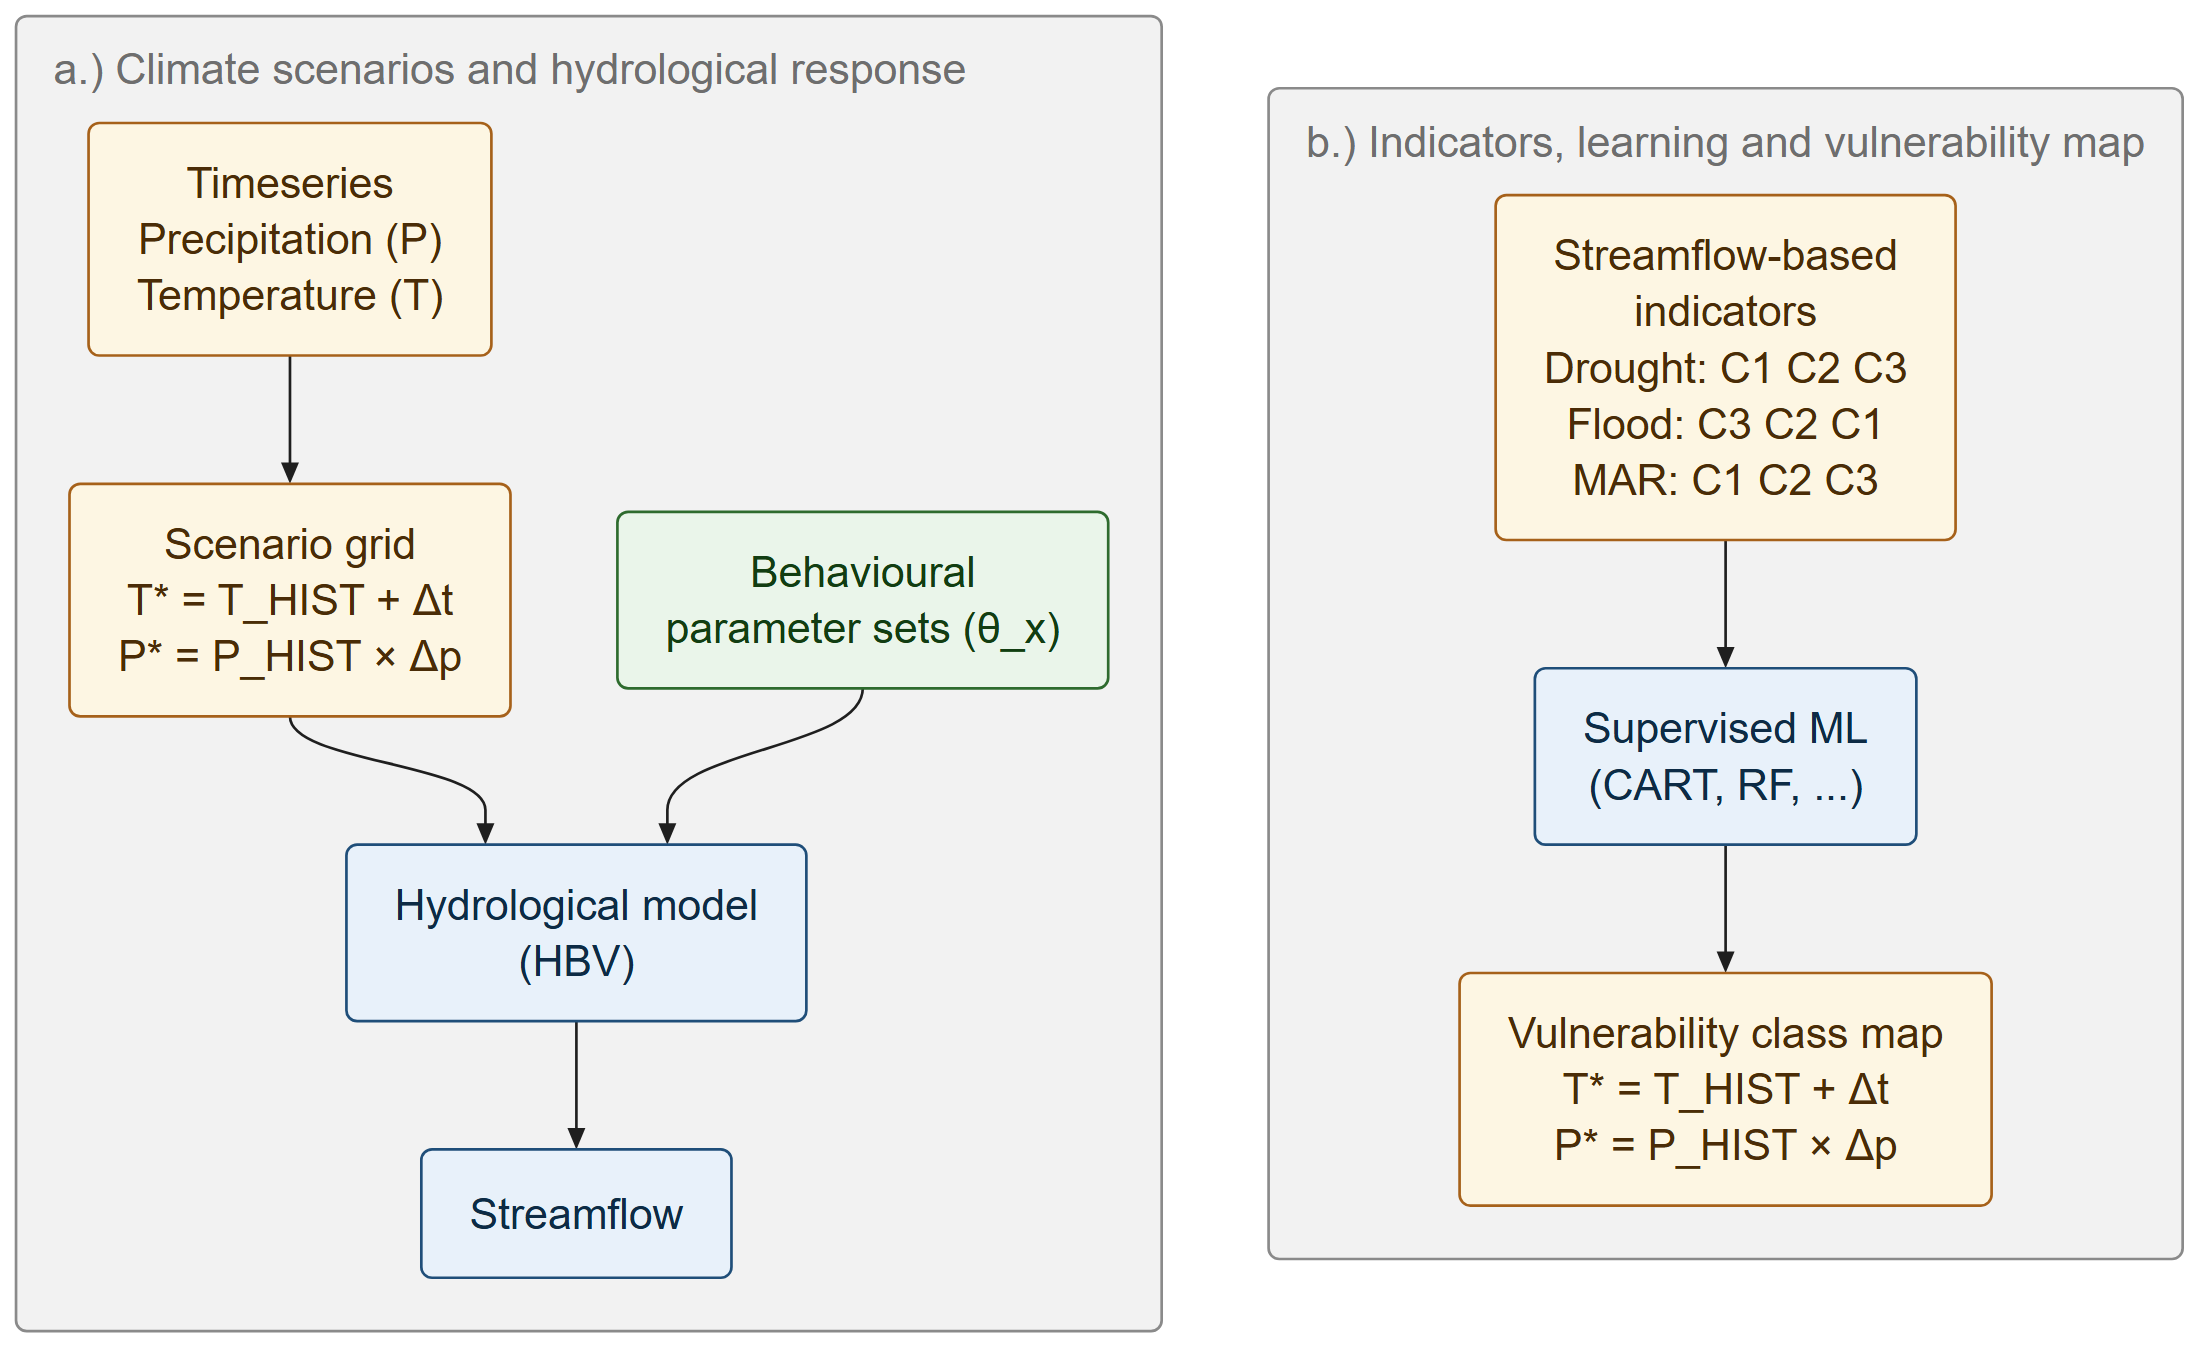 a.) Climate scenarios and hydrological response
Timeseries
Precipitation (P)
Temperature (T)
Scenario grid
T* = T_HIST + Δt
P* = P_HIST × Δp
Behavioural
parameter sets (θ_x)
Hydrological model
(HBV)
Streamflow
b.) Indicators, learning and vulnerability map
Streamflow-based
indicators
Drought: C1 C2 C3
Flood: C3 C2 C1
MAR: C1 C2 C3
Supervised ML
(CART, RF, ...)
Vulnerability class map
T* = T_HIST + Δt
P* = P_HIST × Δp